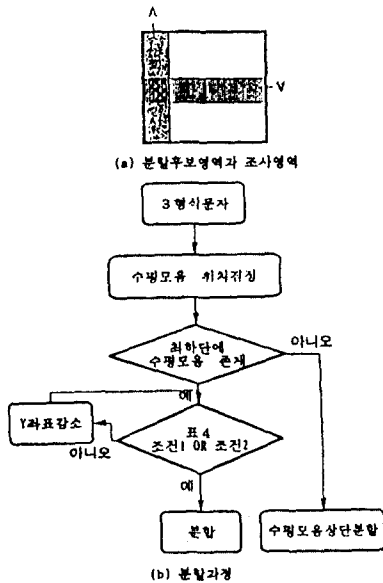 A
V
(a) 분할후보영역과 조사영역
3형식문자
수평모음 위치결정
최하단에
수평모음 존재
아니오
예
Y좌표감소
표4
조건1 OR 조건2
아니오
예
분할
수평모음상단분할
(b) 분할과정